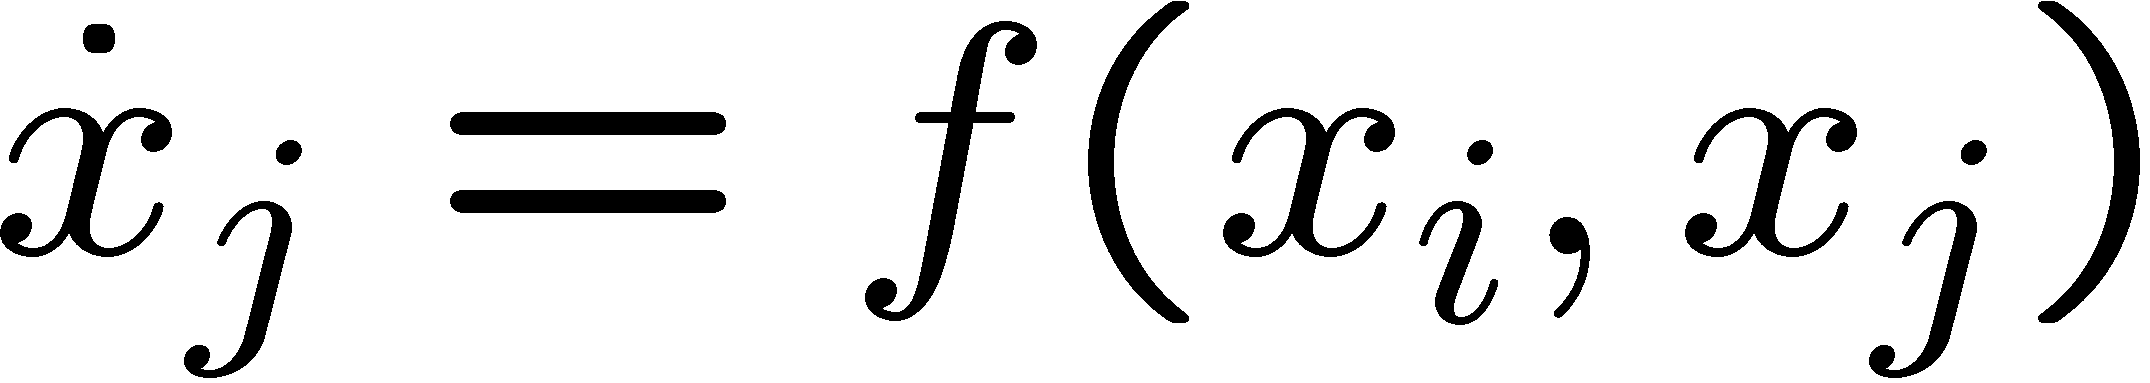 ẋ_j = f(x_i, x_j)